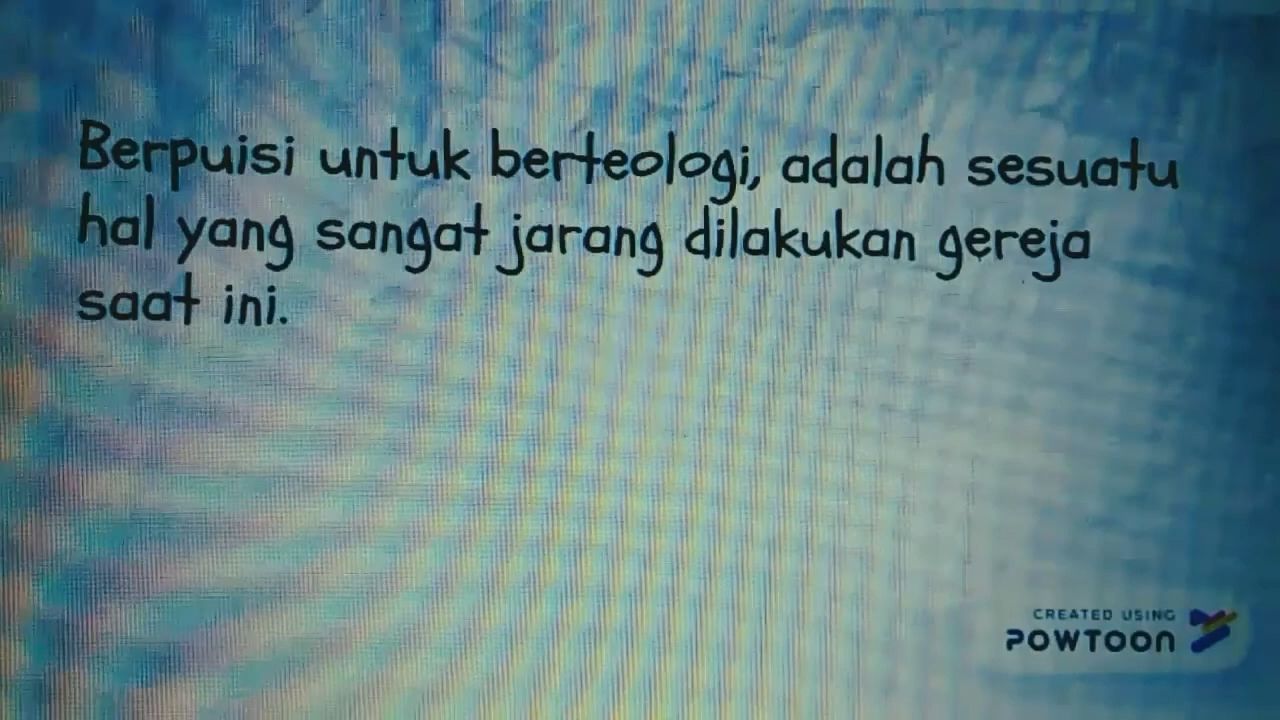 Berpuisi untuk berteologi, adalah sesuatu
hal yang sangat jarang dilakukan gereja
saat ini.
CREATED USING
POWTOON